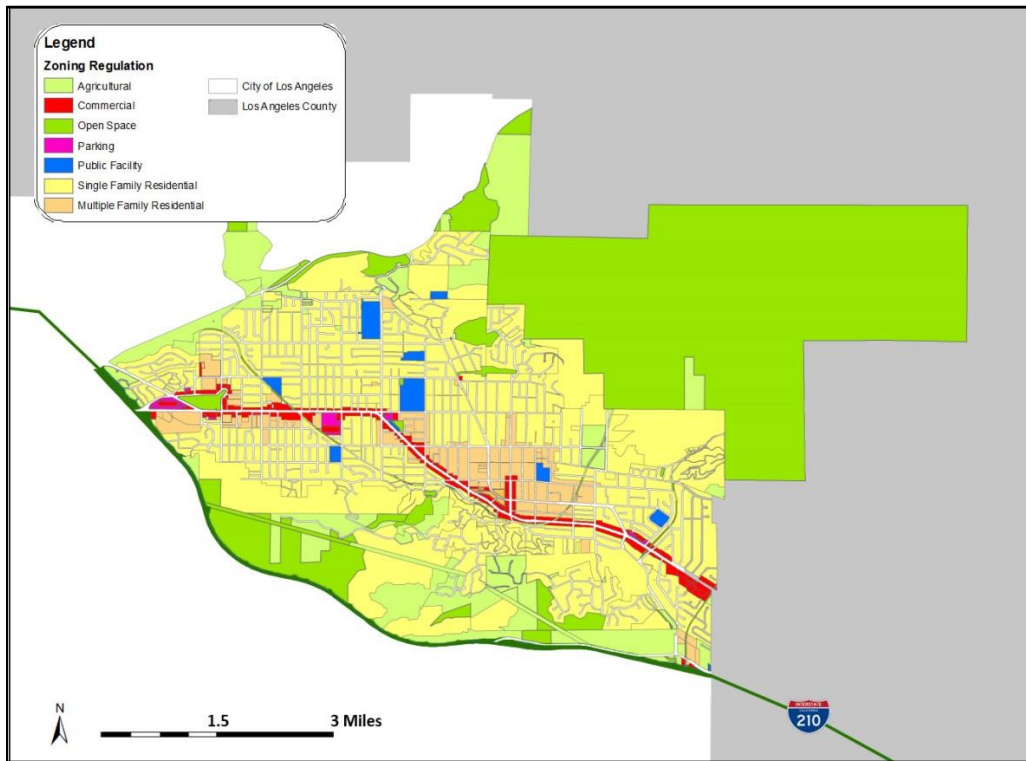 Legend
Zoning Regulation
Agricultural
Commercial
Open Space
Parking
Public Facility
Single Family Residential
Multiple Family Residential
City of Los Angeles
Los Angeles County
N
1.5
3 Miles
INTERSTATE
CALIFORNIA
210